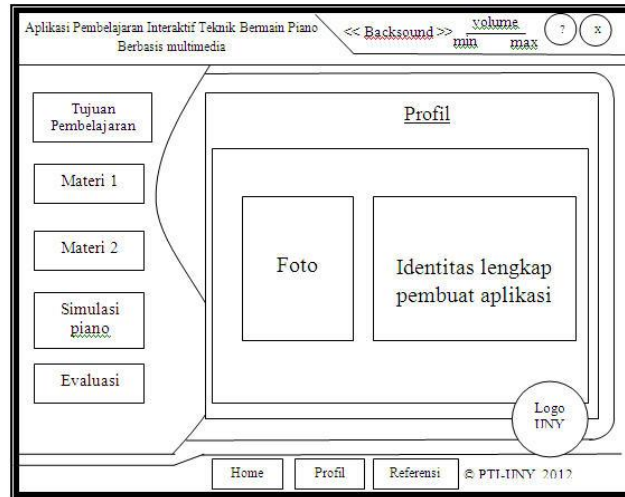 Aplikasi Pembelajaran Interaktif Teknik Bermain Piano
Berbasis multimedia
<< Backsound >>
volume
min max
?
x
Tujuan
Pembelajaran
Materi 1
Materi 2
Simulasi
piano
Evaluasi
Profil
Foto
Identitas lengkap
pembuat aplikasi
Logo
UNY
Home
Profil
Referensi
© PTI-UNY 2012